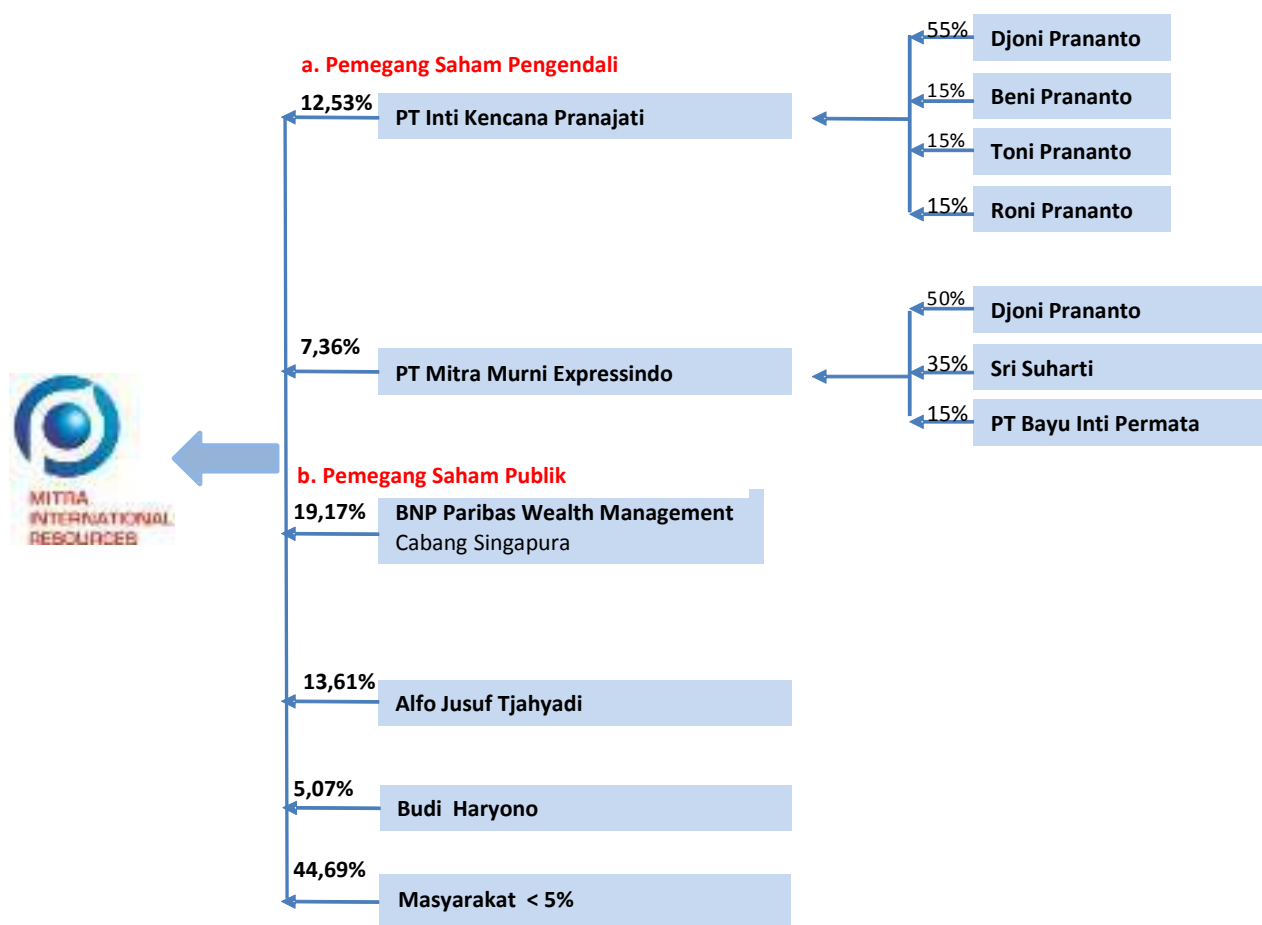 55% Djoni Prananto
a. Pemegang Saham Pengendali
12,53% PT Inti Kencana Pranajati
15% Beni Prananto
15% Toni Prananto
15% Roni Prananto
50% Djoni Prananto
7,36% PT Mitra Murni Expressindo
35% Sri Suharti
15% PT Bayu Inti Permata
MITRA
INTERNATIONAL
RESOURCES
b. Pemegang Saham Publik
19,17% BNP Paribas Wealth Management
Cabang Singapura
13,61% Alfo Jusuf Tjahyadi
5,07% Budi Haryono
44,69% Masyarakat < 5%